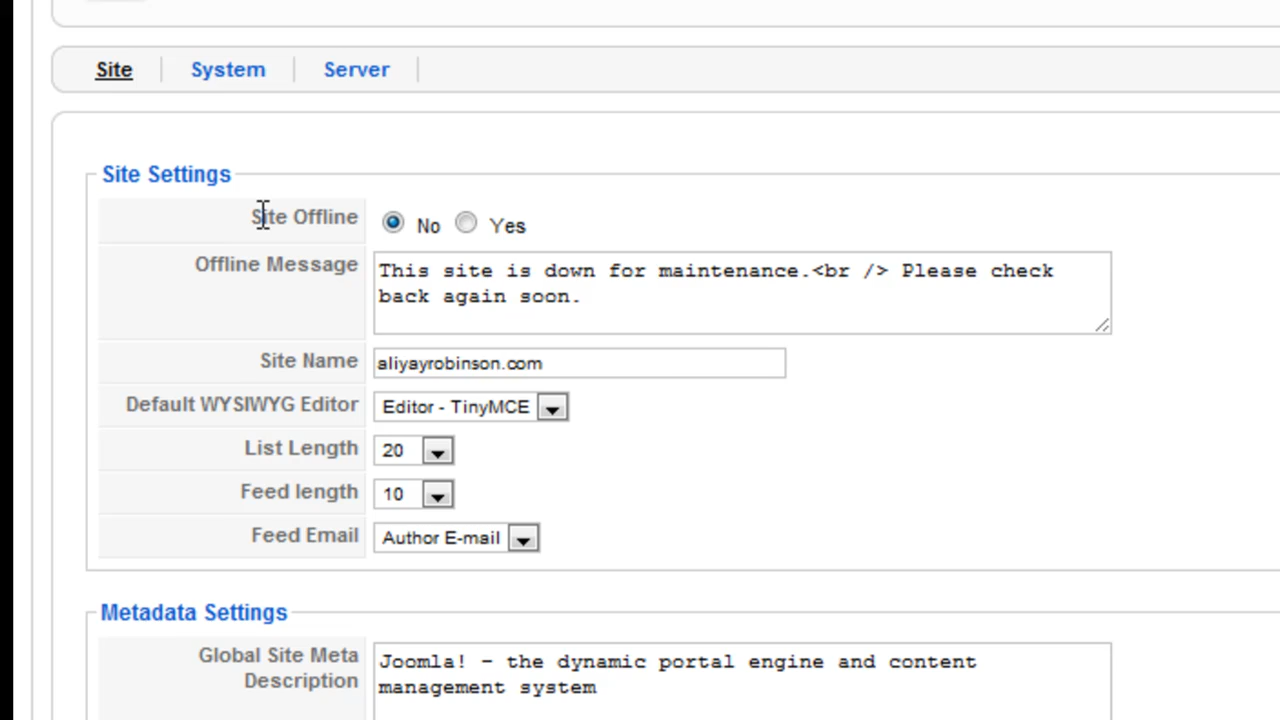 Site System Server
Site Settings
Site Offline No Yes
Offline Message This site is down for maintenance.<br /> Please check
back again soon.
Site Name aliyayrobinson.com
Default WYSIWYG Editor Editor - TinyMCE
List Length 20
Feed length 10
Feed Email Author E-mail
Metadata Settings
Global Site Meta Joomla! - the dynamic portal engine and content
Description management system